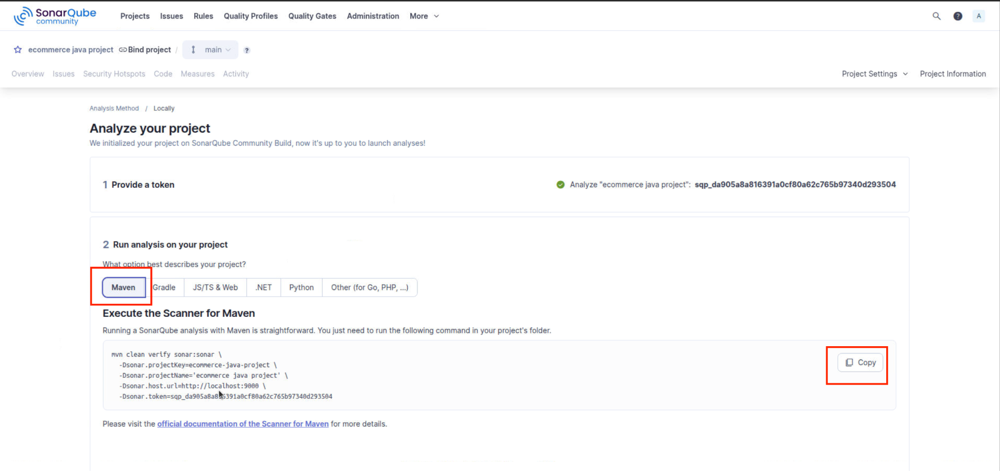 SonarQube community
Projects Issues Rules Quality Profiles Quality Gates Administration More
? A
ecommerce java project Bind project / main ?
Overview Issues Security Hotspots Code Measures Activity
Project Settings Project Information
Analysis Method / Locally
Analyze your project
We initialized your project on SonarQube Community Build, now it's up to you to launch analyses!
1 Provide a token
Analyze "ecommerce java project": sqp_da905a8a816391a0cf80a62c765b97340d293504
2 Run analysis on your project
What option best describes your project?
Maven Gradle JS/TS & Web .NET Python Other (for Go, PHP, ...)
Execute the Scanner for Maven
Running a SonarQube analysis with Maven is straightforward. You just need to run the following command in your project's folder.
Copy
mvn clean verify sonar:sonar \
-Dsonar.projectKey=ecommerce-java-project \
-Dsonar.projectName='ecommerce java project' \
-Dsonar.host.url=http://localhost:9000 \
-Dsonar.token=sqp_da905a8a816391a0cf80a62c765b97340d293504
Please visit the official documentation of the Scanner for Maven for more details.